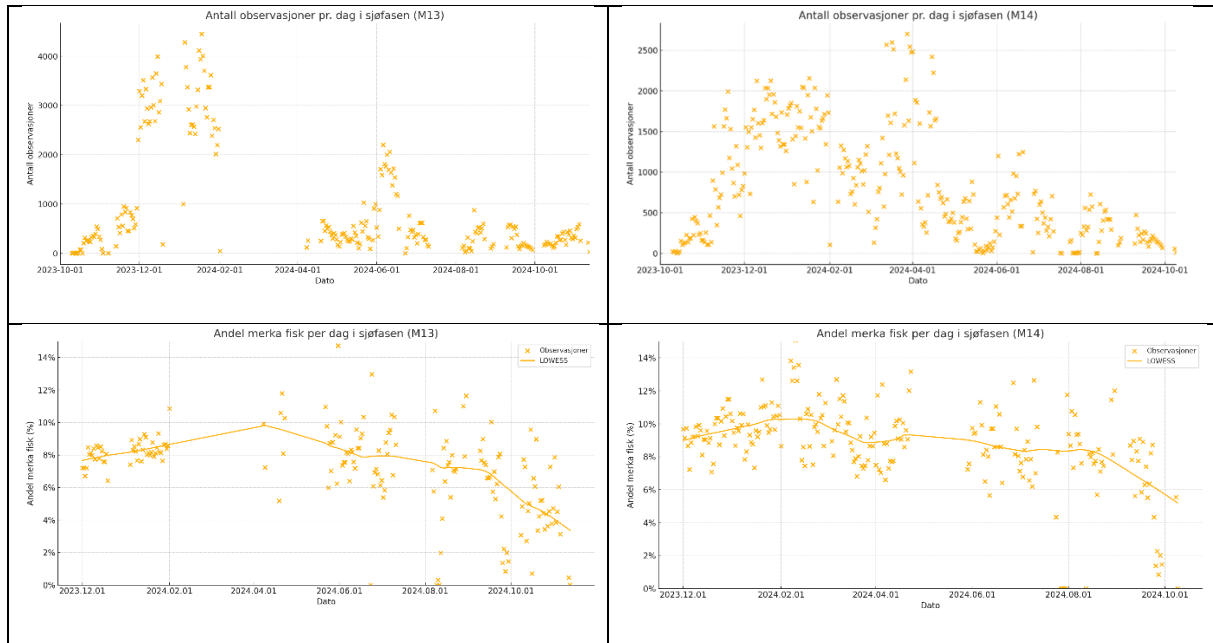 Antall observasjoner pr. dag i sjøfasen (M13)
4000
3000
2000
1000
0
Antall observasjoner
2023-10-01 2023-12-01 2024-02-01 2024-04-01 2024-06-01 2024-08-01 2024-10-01
Dato
Antall observasjoner pr. dag i sjøfasen (M14)
2500
2000
1500
1000
500
0
Antall observasjoner
2023-10-01 2023-12-01 2024-02-01 2024-04-01 2024-06-01 2024-08-01 2024-10-01
Dato
Andel merka fisk per dag i sjøfasen (M13)
Observasjoner
LOWESS
14%
12%
10%
8%
6%
4%
2%
0%
Andel merka fisk (%)
2023.12.01 2024.02.01 2024.04.01 2024.06.01 2024.08.01 2024.10.01
Dato
Andel merka fisk per dag i sjøfasen (M14)
Observasjoner
LOWESS
14%
12%
10%
8%
6%
4%
2%
0%
Andel merka fisk (%)
2023.12.01 2024.02.01 2024.04.01 2024.06.01 2024.08.01 2024.10.01
Dato